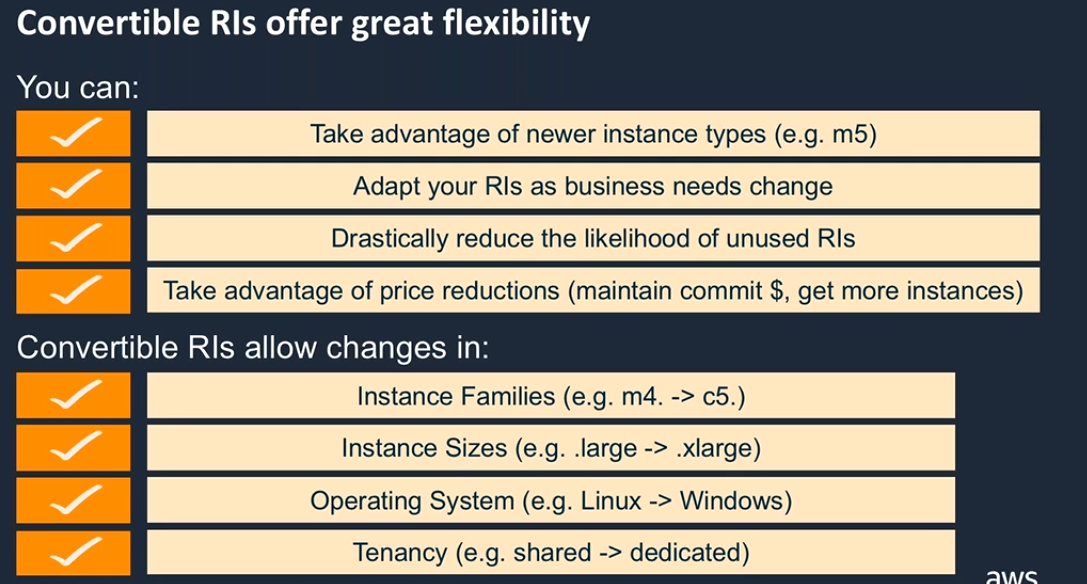 Convertible RIs offer great flexibility
You can:
Take advantage of newer instance types (e.g. m5)
Adapt your RIs as business needs change
Drastically reduce the likelihood of unused RIs
Take advantage of price reductions (maintain commit $, get more instances)
Convertible RIs allow changes in:
Instance Families (e.g. m4. -> c5.)
Instance Sizes (e.g. .large -> .xlarge)
Operating System (e.g. Linux -> Windows)
Tenancy (e.g. shared -> dedicated)
aws